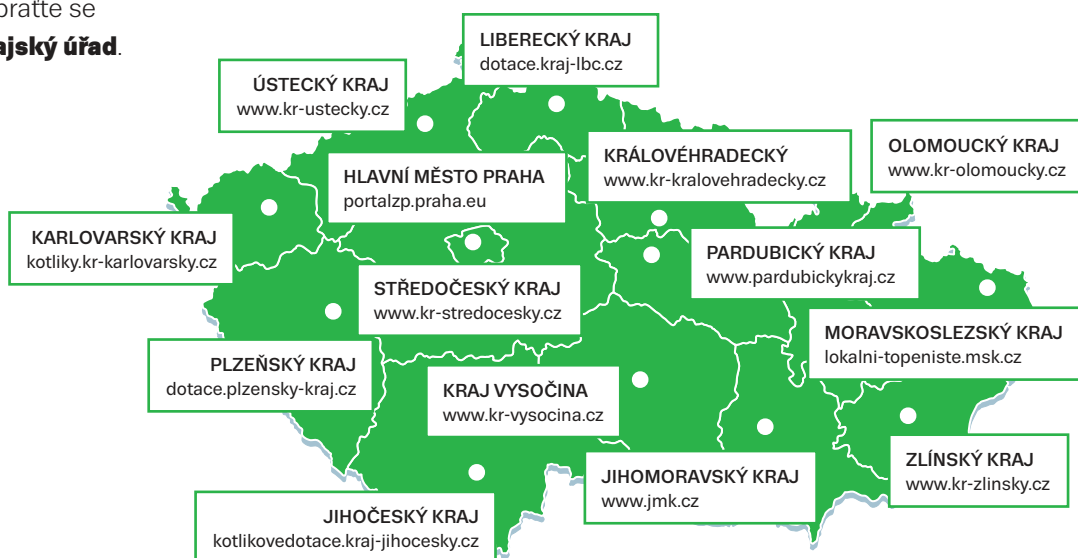 se
ajský úřad.
LIBERECKÝ KRAJ
dotace.kraj-lbc.cz
ÚSTECKÝ KRAJ
www.kr-ustecky.cz
HLAVNÍ MĚSTO PRAHA
portalzp.praha.eu
KRÁLOVÉHRADECKÝ
www.kr-kralovehradecky.cz
OLOMOUCKÝ KRAJ
www.kr-olomoucky.cz
KARLOVARSKÝ KRAJ
kotliky.kr-karlovarsky.cz
STŘEDOČESKÝ KRAJ
www.kr-stredocesky.cz
PARDUBICKÝ KRAJ
www.pardubickykraj.cz
PLZEŇSKÝ KRAJ
dotace.plzensky-kraj.cz
KRAJ VYSOČINA
www.kr-vysocina.cz
MORAVSKOSLEZSKÝ KRAJ
lokalni-topeniste.msk.cz
JIHOČESKÝ KRAJ
kotlikovedotace.kraj-jihocesky.cz
JIHOMORAVSKÝ KRAJ
www.jmk.cz
ZLÍNSKÝ KRAJ
www.kr-zlinsky.cz